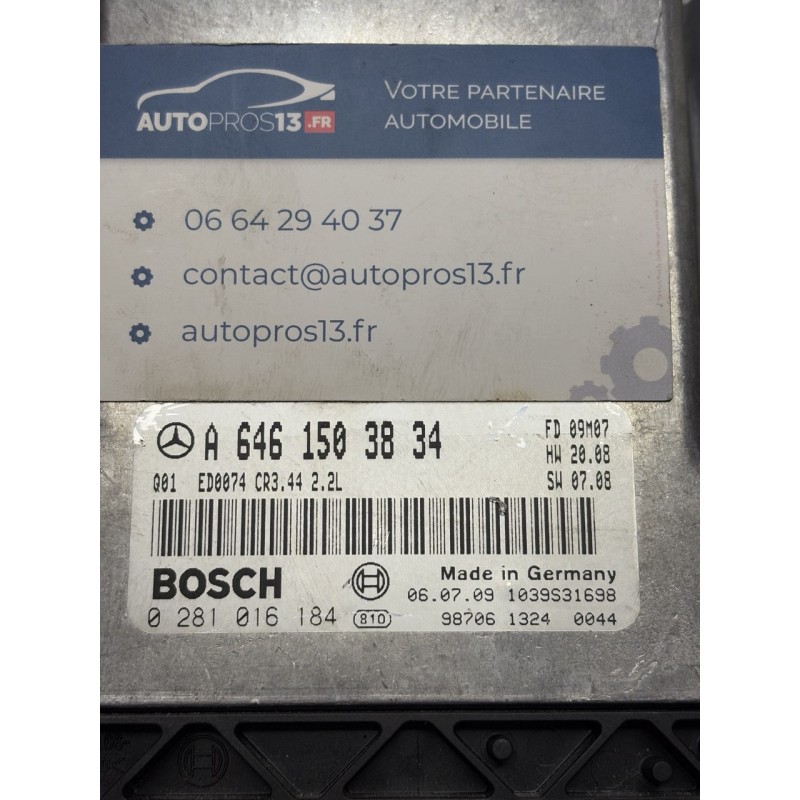 AUTOPROS13.FR
VOTRE PARTENAIRE
AUTOMOBILE
06 64 29 40 37
contact@autopros13.fr
autopros13.fr
A 646 150 38 34
FD 09M07
HW 20.08
SW 07.08
Q01 ED0074 CR3.44 2.2L
BOSCH
Made in Germany
06.07.09 1039S31698
0 281 016 184
810
98706 1324 0044